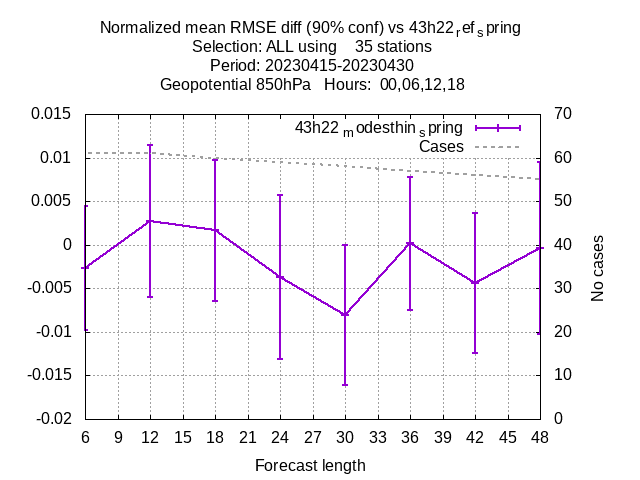 Normalized mean RMSE diff (90% conf) vs 43h22refspring
Selection: ALL using 35 stations
Period: 20230415-20230430
Geopotential 850hPa Hours: 00,06,12,18
43h22modesthinspring
Cases
0.015 70
0.01 60
0.005 50
0 40
-0.005 30
-0.01 20
-0.015 10
-0.02 0
No cases
6 9 12 15 18 21 24 27 30 33 36 39 42 45 48
Forecast length